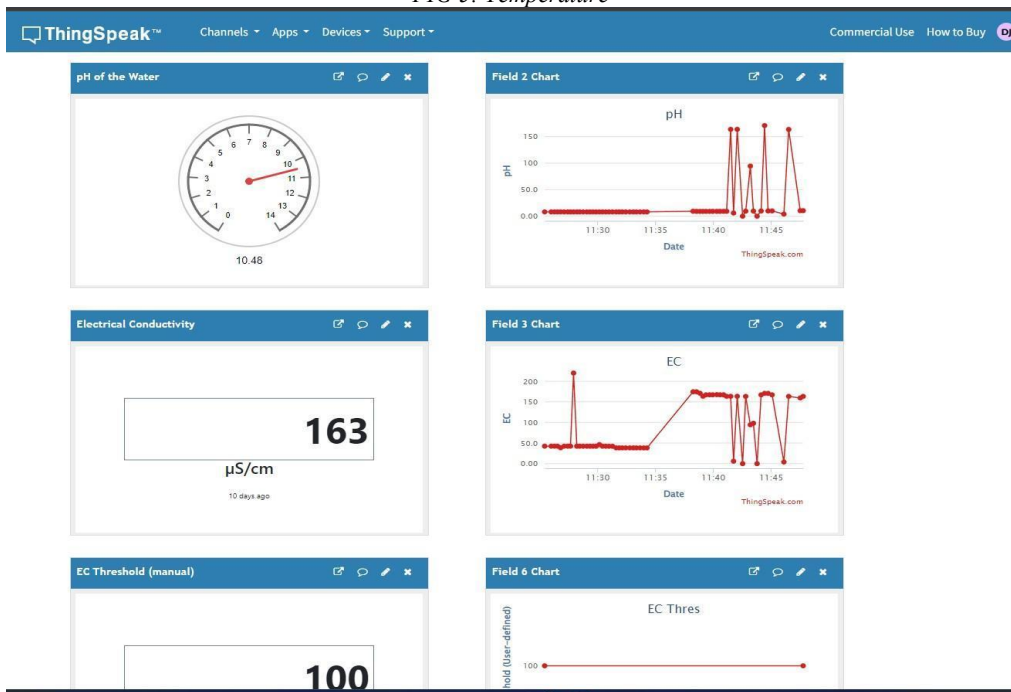 FIG 3: Temperature
ThingSpeak™ Channels Apps Devices Support Commercial Use How to Buy DJ
pH of the Water
0 1 2 3 4 5 6 7 8 9 10 11 12 13 14
10.48
Field 2 Chart
pH
pH
150
100
50.0
0.00
11:30 11:35 11:40 11:45
Date
ThingSpeak.com
Electrical Conductivity
163
µS/cm
10 days ago
Field 3 Chart
EC
EC
200
150
100
50.0
0.00
11:30 11:35 11:40 11:45
Date
ThingSpeak.com
EC Threshold (manual)
100
Field 6 Chart
EC Thres
hold (User-defined)
100